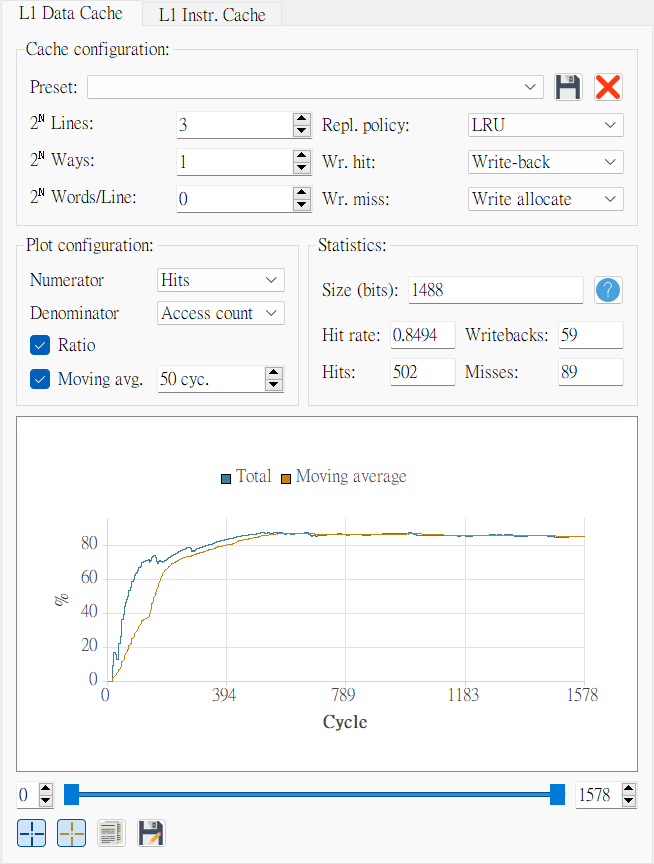 L1 Data Cache L1 Instr. Cache
Cache configuration:
Preset:
2ᴺ Lines: 3 Repl. policy: LRU
2ᴺ Ways: 1 Wr. hit: Write-back
2ᴺ Words/Line: 0 Wr. miss: Write allocate
Plot configuration:
Numerator Hits
Denominator Access count
Ratio
Moving avg. 50 cyc.
Statistics:
Size (bits): 1488 ?
Hit rate: 0.8494 Writebacks: 59
Hits: 502 Misses: 89
Total Moving average
80
60
40
20
0
%
0 394 789 1183 1578
Cycle
0 1578